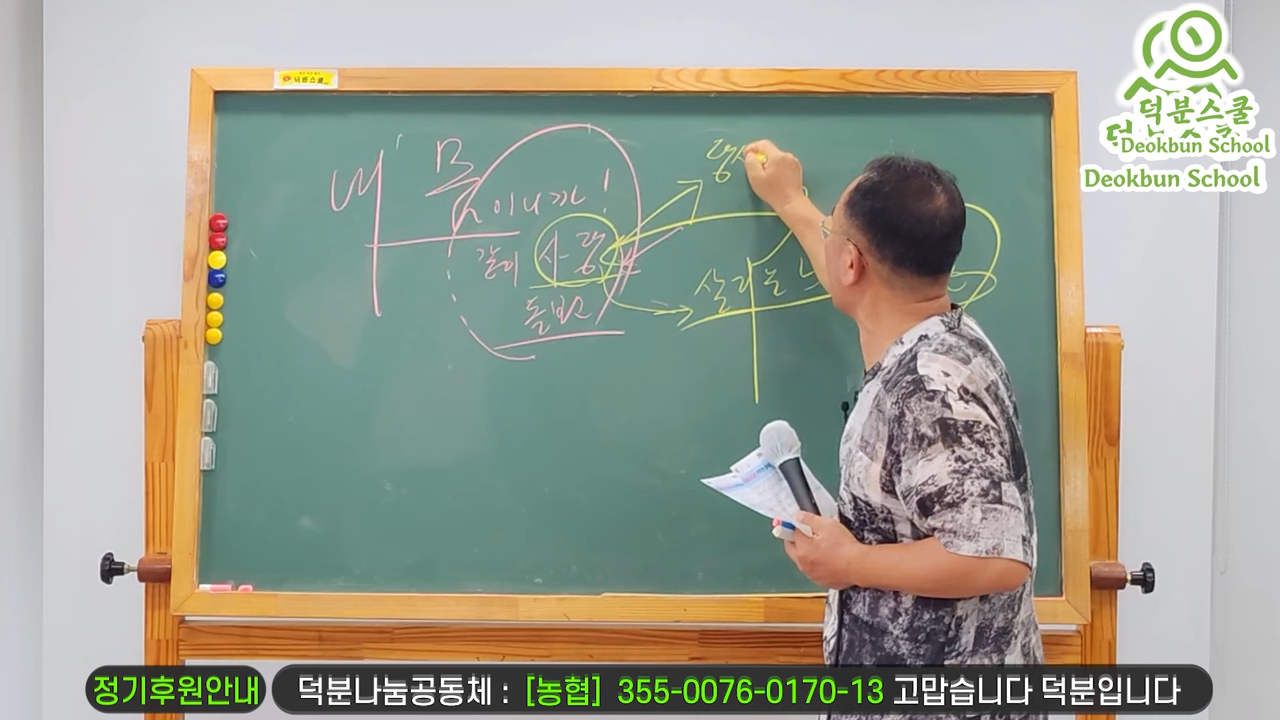 덕분스쿨
Deokbun School
Deokbun School
내 몸이니까!
같이 사랑
돌보
살리는
정기후원안내
덕분나눔공동체 : [농협] 355-0076-0170-13 고맙습니다 덕분입니다